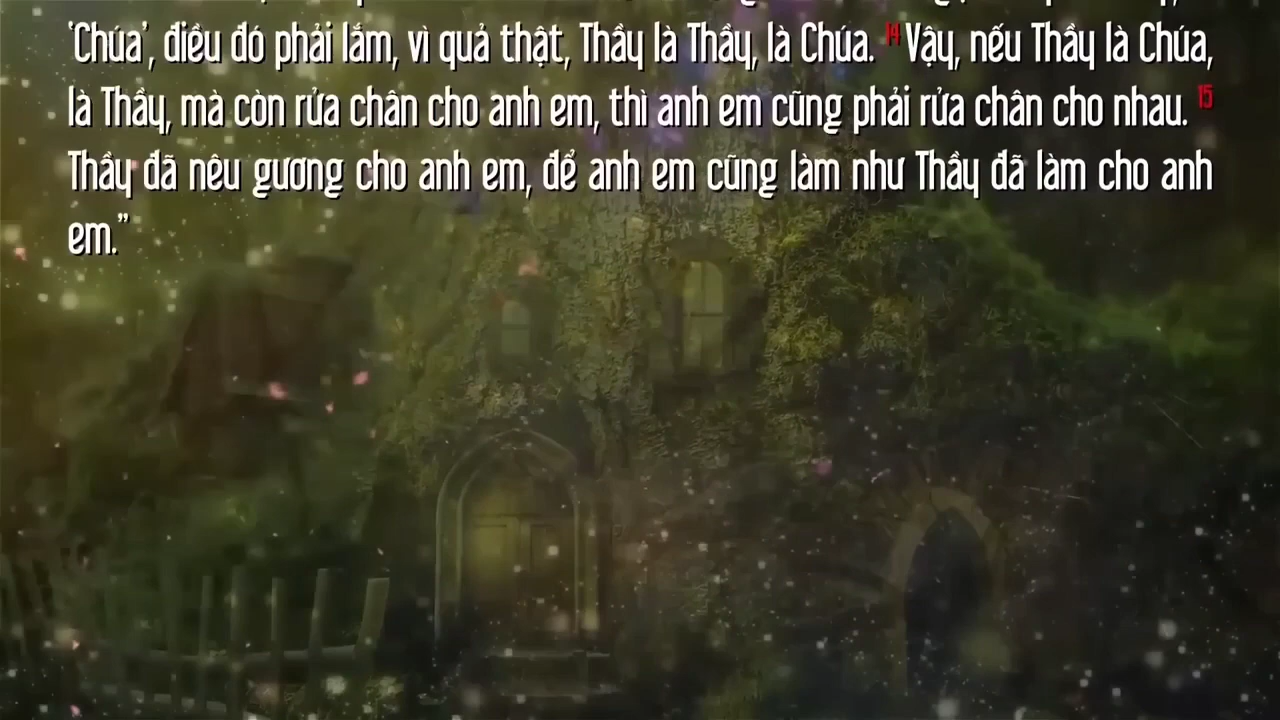 ‘Chúa’, điều đó phải lắm, vì quả thật, Thầy là Thầy, là Chúa. 14 Vậy, nếu Thầy là Chúa,
là Thầy, mà còn rửa chân cho anh em, thì anh em cũng phải rửa chân cho nhau. 15
Thầy đã nêu gương cho anh em, để anh em cũng làm như Thầy đã làm cho anh
em.”